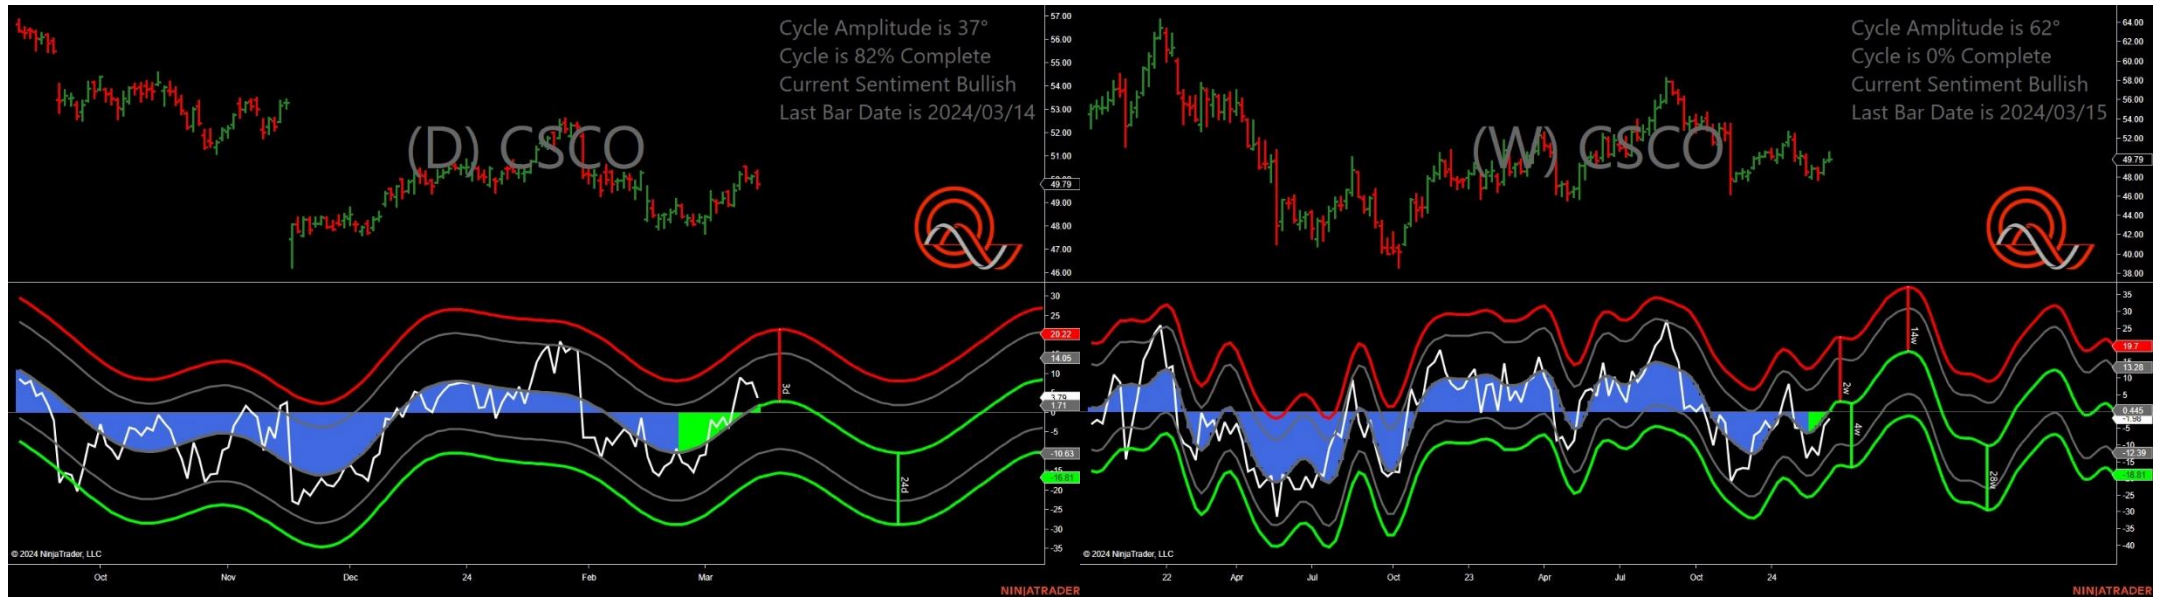 Cycle Amplitude is 37°
Cycle is 82% Complete
Current Sentiment Bullish
Last Bar Date is 2024/03/14
(D) CSCO
57.00
56.00
55.00
54.00
53.00
52.00
51.00
49.79
49.00
48.00
47.00
46.00
30
25
20.22
14.05
10
3.79
1.71
0
-5
-10.63
-15
-16.81
-20
-25
-30
-35
3d
24d
© 2024 NinjaTrader, LLC
Oct
Nov
Dec
24
Feb
Mar
NINJATRADER
Cycle Amplitude is 62°
Cycle is 0% Complete
Current Sentiment Bullish
Last Bar Date is 2024/03/15
(W) CSCO
64.00
62.00
60.00
58.00
56.00
54.00
52.00
49.79
48.00
46.00
44.00
42.00
40.00
38.00
35
30
25
19.7
13.28
10
5
0.445
-1.98
-5
-12.39
-15
-25
-30
-35
-40
2w
4w
14w
28w
© 2024 NinjaTrader, LLC
22
Apr
Jul
Oct
23
Apr
Jul
Oct
24
NINJATRADER